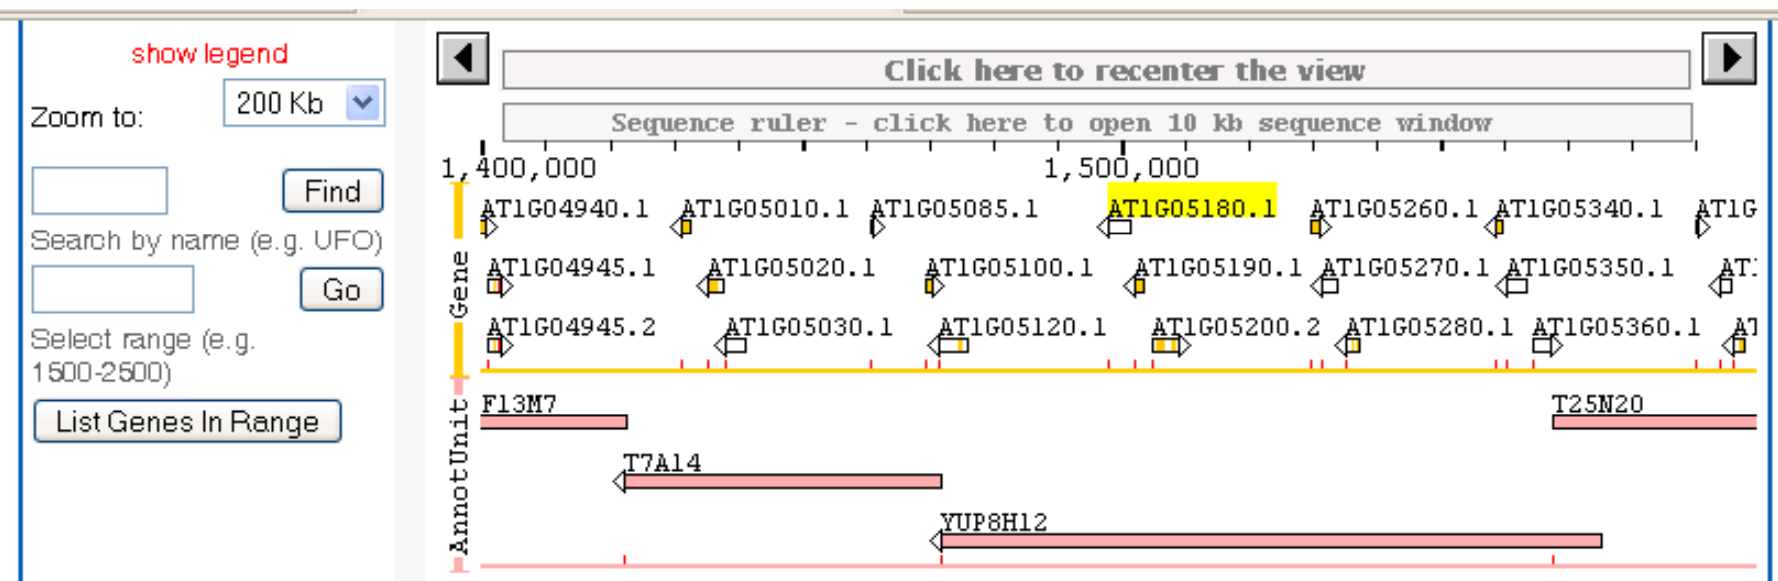 show legend
Zoom to:
200 Kb
Find
Search by name (e.g. UFO)
Go
Select range (e.g.
1500-2500)
List Genes In Range
Click here to recenter the view
Sequence ruler - click here to open 10 kb sequence window
1,400,000 1,500,000
Gene
AT1G04940.1 AT1G05010.1 AT1G05085.1 AT1G05180.1 AT1G05260.1 AT1G05340.1 AT1G
AT1G04945.1 AT1G05020.1 AT1G05100.1 AT1G05190.1 AT1G05270.1 AT1G05350.1 AT1
AT1G04945.2 AT1G05030.1 AT1G05120.1 AT1G05200.2 AT1G05280.1 AT1G05360.1 AT
AnnotUnit
F13M7 T25N20
T7A14
YUP8H12